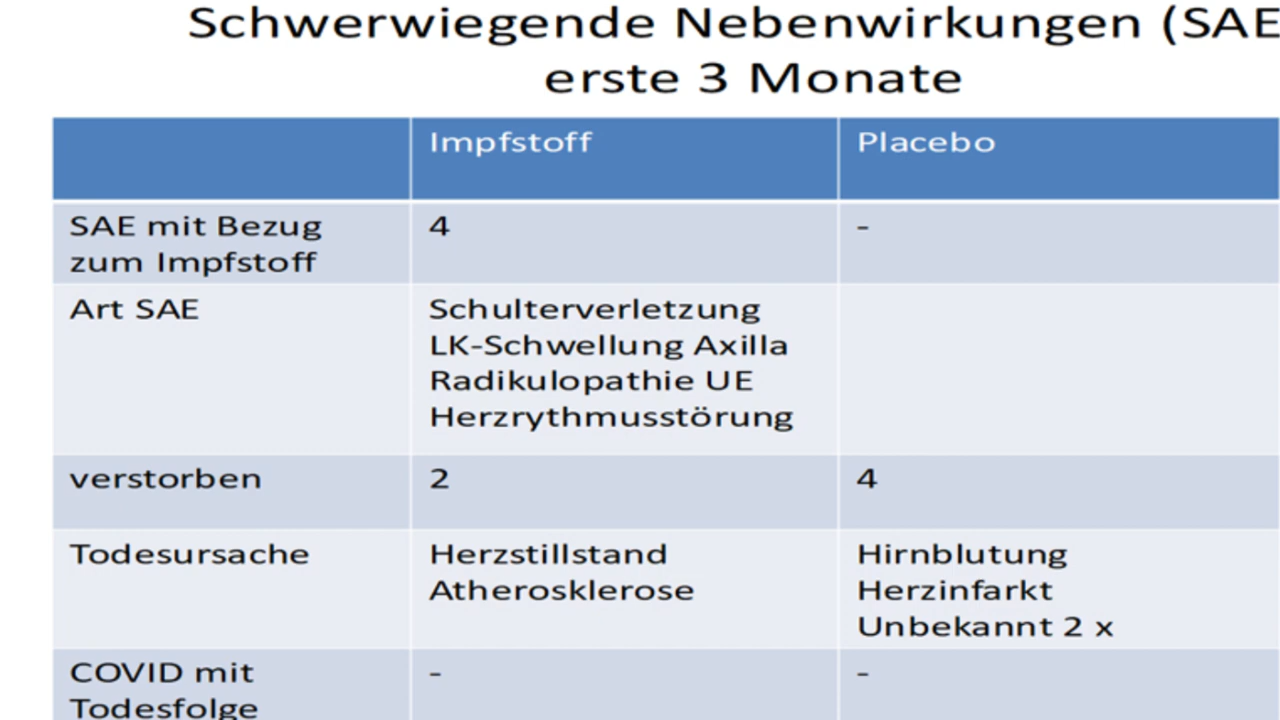 Schwerwiegende Nebenwirkungen (SAE
erste 3 Monate
Impfstoff
Placebo
SAE mit Bezug
zum Impfstoff
4
-
Art SAE
Schulterverletzung
LK-Schwellung Axilla
Radikulopathie UE
Herzrythmusstörung
verstorben
2
4
Todesursache
Herzstillstand
Atherosklerose
Hirnblutung
Herzinfarkt
Unbekannt 2 x
COVID mit
Todesfolge
-
-